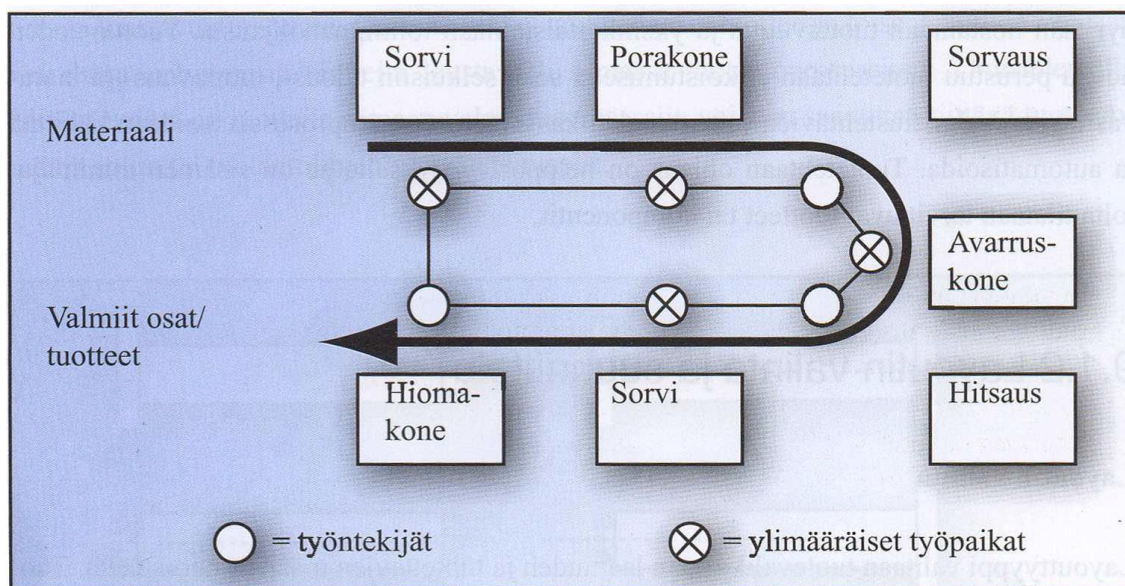 Sorvi
Porakone
Sorvaus
Materiaali
Avarrus-
kone
Valmiit osat/
tuotteet
Hioma-
kone
Sorvi
Hitsaus
= työntekijät
= ylimääräiset työpaikat